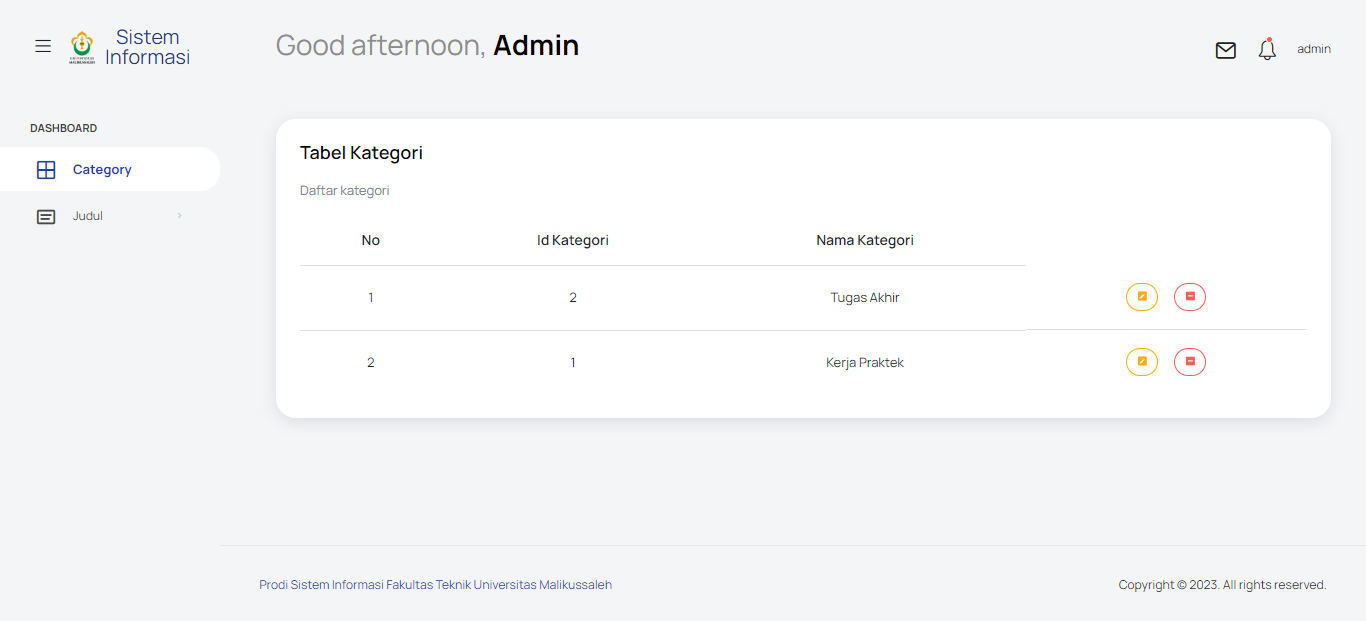 Sistem
Informasi
Good afternoon, Admin
admin
DASHBOARD
Category
Judul
Tabel Kategori
Daftar kategori
No Id Kategori Nama Kategori
1 2 Tugas Akhir
2 1 Kerja Praktek
Prodi Sistem Informasi Fakultas Teknik Universitas Malikussaleh
Copyright © 2023. All rights reserved.